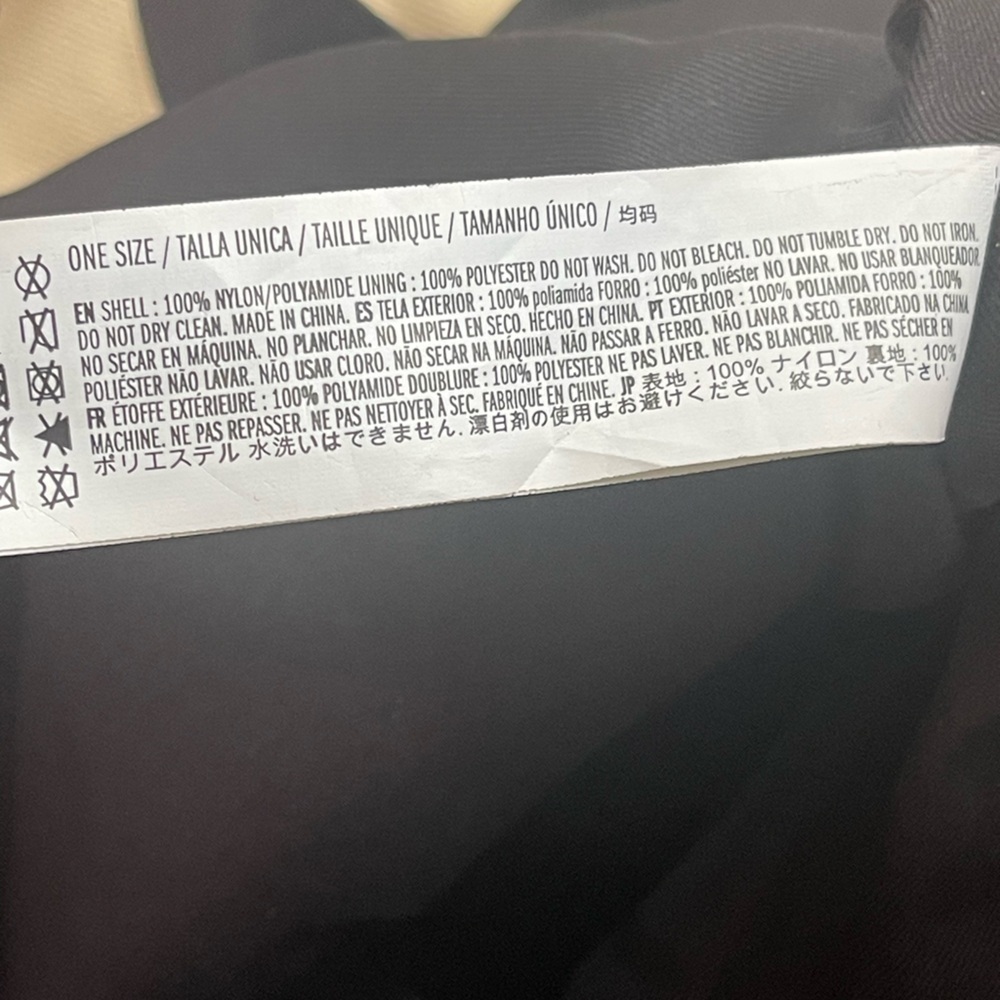 ONE SIZE / TALLA UNICA / TAILLE UNIQUE / TAMANHO ÚNICO / 均码
EN SHELL : 100% NYLON/POLYAMIDE LINING : 100% POLYESTER DO NOT WASH. DO NOT BLEACH. DO NOT TUMBLE DRY. DO NOT IRON.
DO NOT DRY CLEAN. MADE IN CHINA. ES TELA EXTERIOR : 100% poliamida FORRO : 100% poliéster NO LAVAR. NO USAR BLANQUEADOR.
NO SECAR EN MÁQUINA. NO PLANCHAR. NO LIMPIEZA EN SECO. HECHO EN CHINA. PT EXTERIOR : 100% POLIAMIDA FORRO : 100%
POLIÉSTER NÃO LAVAR. NÃO USAR CLORO. NÃO SECAR NA MÁQUINA. NÃO PASSAR A FERRO. NÃO LAVAR A SECO. FABRICADO NA CHINA.
FR ÉTOFFE EXTÉRIEURE : 100% POLYAMIDE DOUBLURE : 100% POLYESTER NE PAS LAVER. NE PAS BLANCHIR. NE PAS SÉCHER EN
MACHINE. NE PAS REPASSER. NE PAS NETTOYER À SEC. FABRIQUÉ EN CHINE. JP 表地 : 100% ナイロン 裏地 : 100%
ポリエステル 水洗いはできません. 漂白剤の使用はお避けください. 絞らないで下さい.